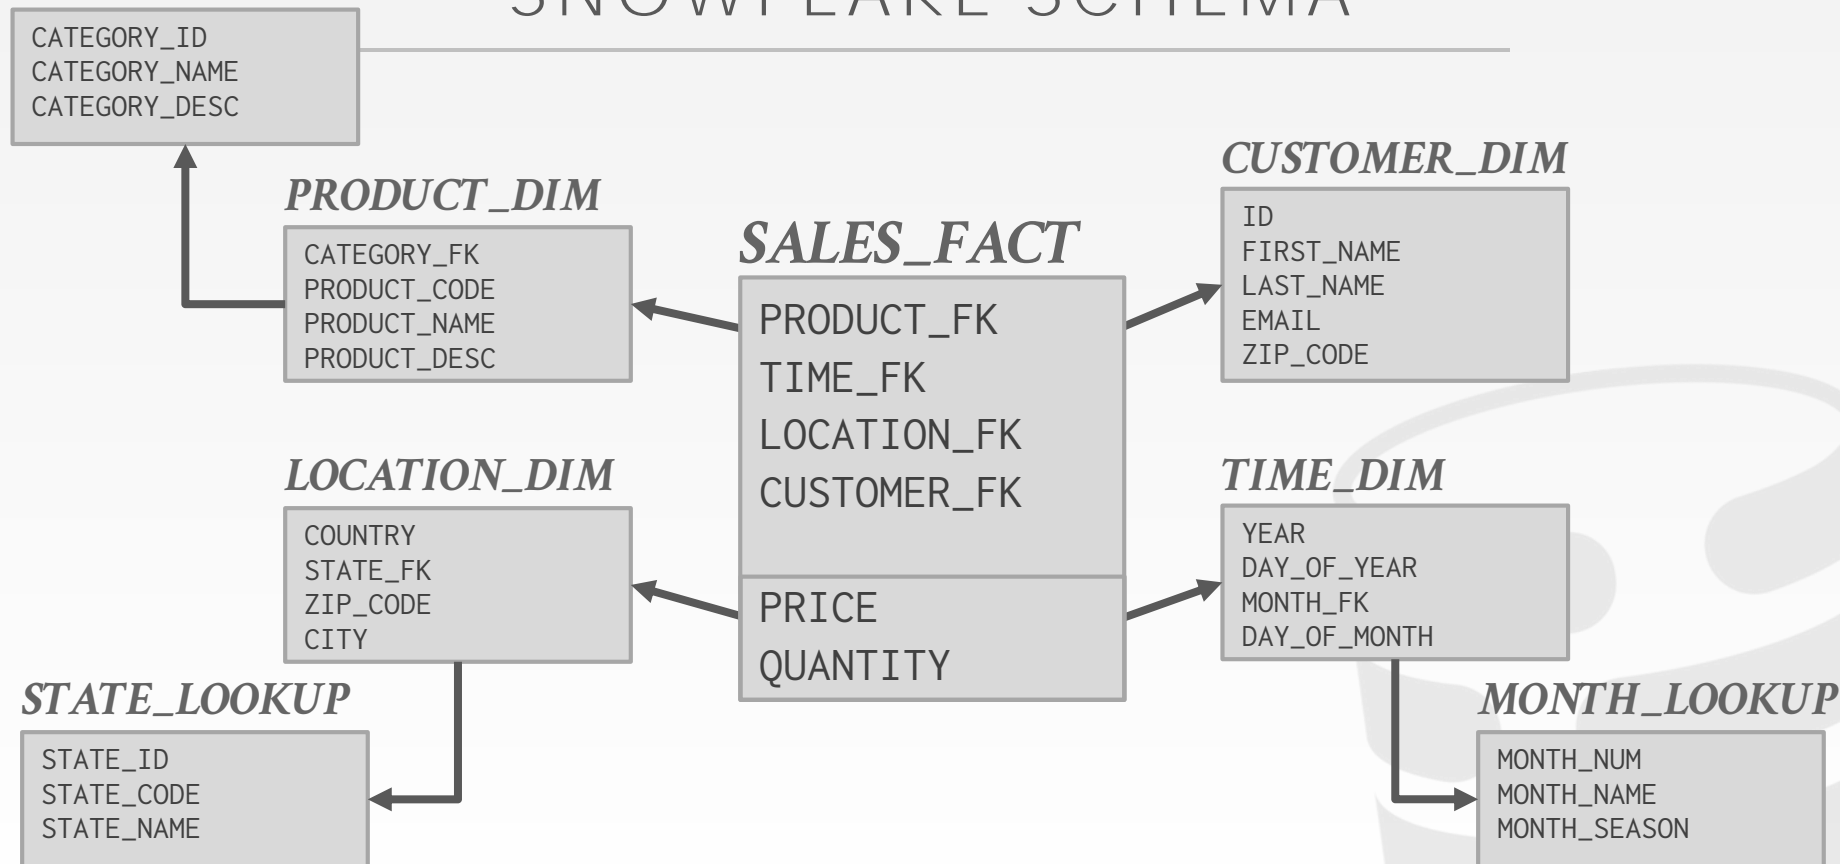 SNOWFLAKE SCHEMA
CATEGORY_ID
CATEGORY_NAME
CATEGORY_DESC
PRODUCT_DIM
CATEGORY_FK
PRODUCT_CODE
PRODUCT_NAME
PRODUCT_DESC
SALES_FACT
PRODUCT_FK
TIME_FK
LOCATION_FK
CUSTOMER_FK
PRICE
QUANTITY
CUSTOMER_DIM
ID
FIRST_NAME
LAST_NAME
EMAIL
ZIP_CODE
LOCATION_DIM
COUNTRY
STATE_FK
ZIP_CODE
CITY
TIME_DIM
YEAR
DAY_OF_YEAR
MONTH_FK
DAY_OF_MONTH
STATE_LOOKUP
STATE_ID
STATE_CODE
STATE_NAME
MONTH_LOOKUP
MONTH_NUM
MONTH_NAME
MONTH_SEASON